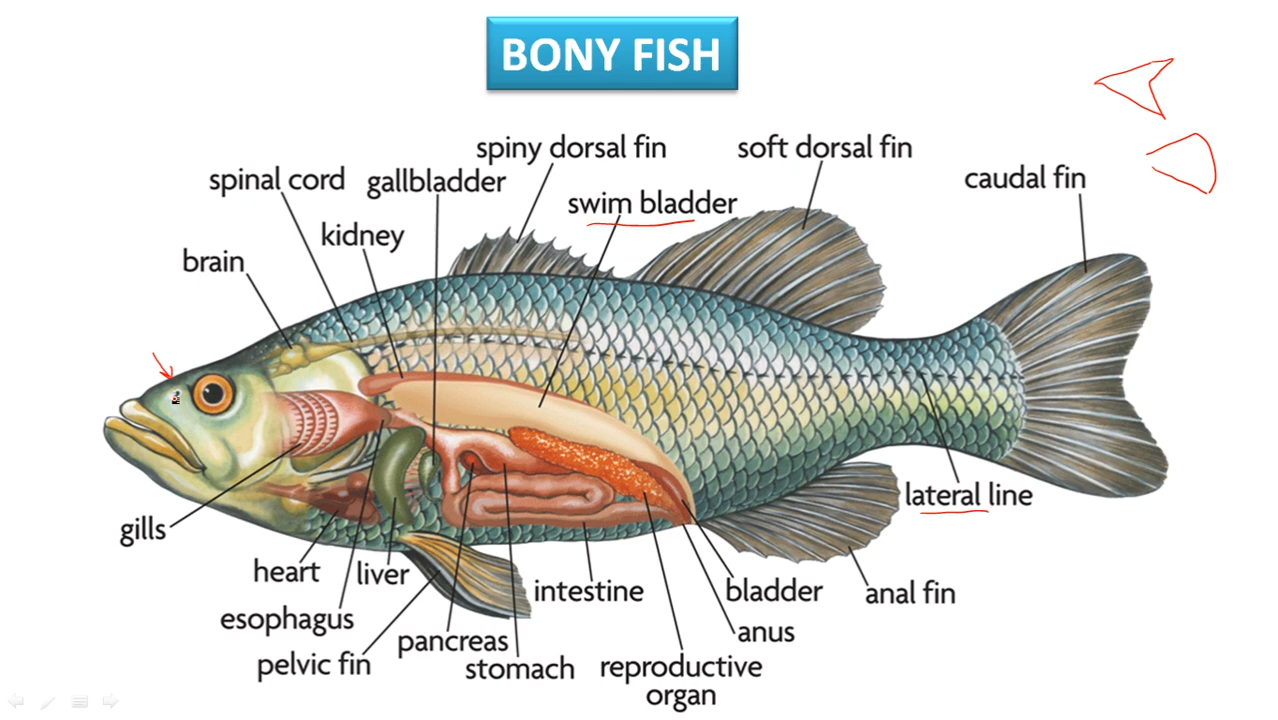 BONY FISH
spiny dorsal fin
soft dorsal fin
spinal cord
gallbladder
caudal fin
swim bladder
kidney
brain
lateral line
gills
heart
liver
intestine
bladder
anal fin
esophagus
anus
pancreas
pelvic fin
stomach
reproductive
organ